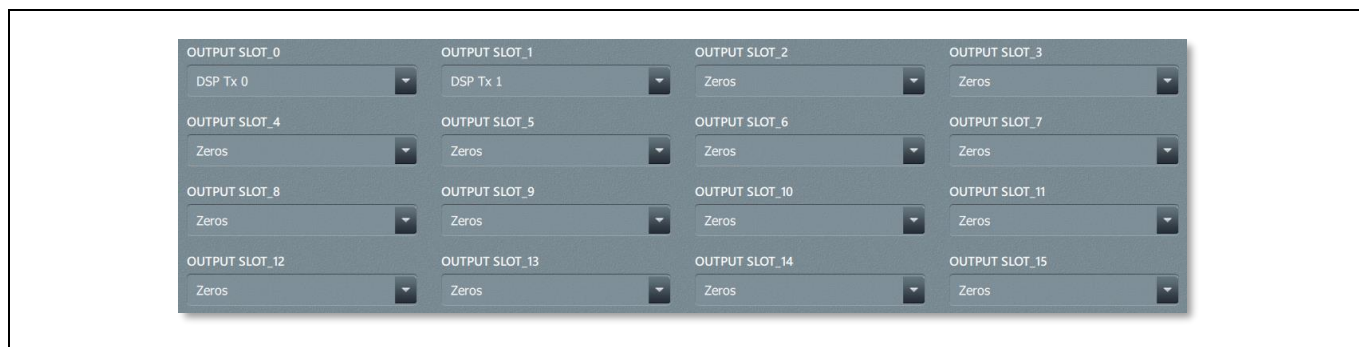 OUTPUT SLOT_0 OUTPUT SLOT_1 OUTPUT SLOT_2 OUTPUT SLOT_3
DSP Tx 0 DSP Tx 1 Zeros Zeros
OUTPUT SLOT_4 OUTPUT SLOT_5 OUTPUT SLOT_6 OUTPUT SLOT_7
Zeros Zeros Zeros Zeros
OUTPUT SLOT_8 OUTPUT SLOT_9 OUTPUT SLOT_10 OUTPUT SLOT_11
Zeros Zeros Zeros Zeros
OUTPUT SLOT_12 OUTPUT SLOT_13 OUTPUT SLOT_14 OUTPUT SLOT_15
Zeros Zeros Zeros Zeros